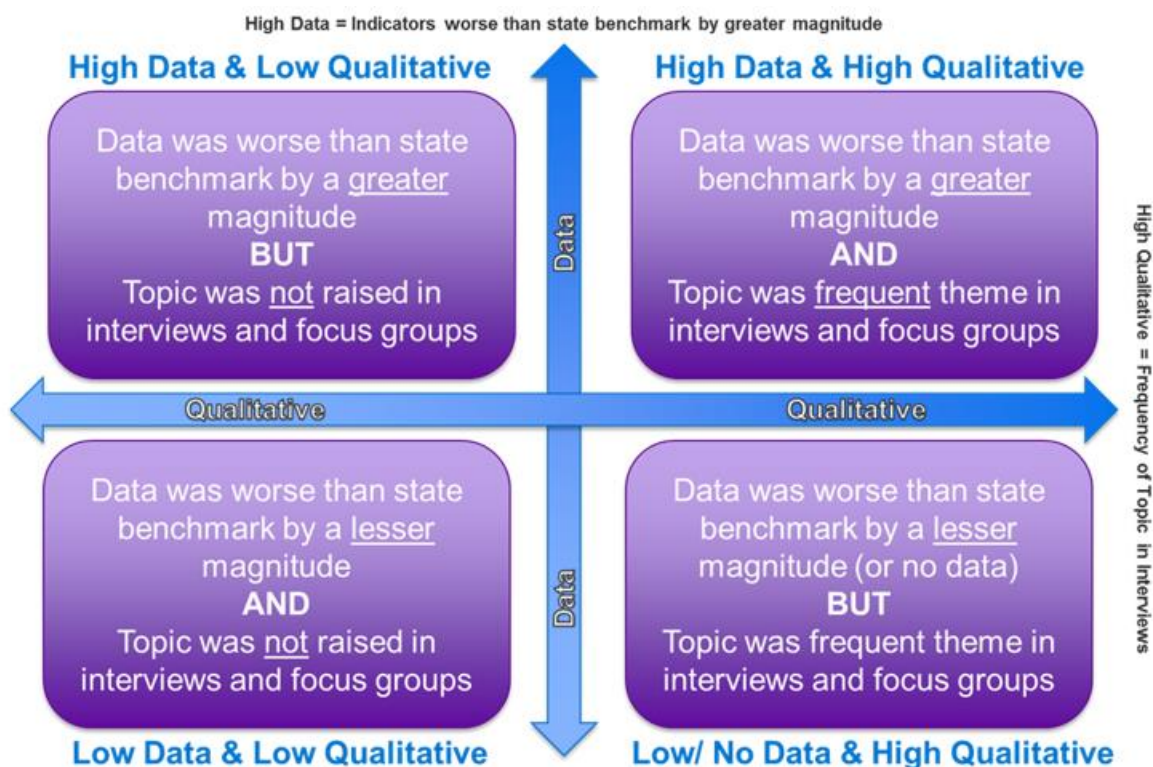 High Data = Indicators worse than state benchmark by greater magnitude
High Data & Low Qualitative
Data was worse than state
benchmark by a greater
magnitude
BUT
Topic was not raised in
interviews and focus groups
High Data & High Qualitative
Data was worse than state
benchmark by a greater
magnitude
AND
Topic was frequent theme in
interviews and focus groups
Data
Qualitative
Qualitative
High Qualitative = Frequency of Topic in Interviews
Data was worse than state
benchmark by a lesser
magnitude
AND
Topic was not raised in
interviews and focus groups
Low Data & Low Qualitative
Data
Data was worse than state
benchmark by a lesser
magnitude (or no data)
BUT
Topic was frequent theme in
interviews and focus groups
Low/ No Data & High Qualitative